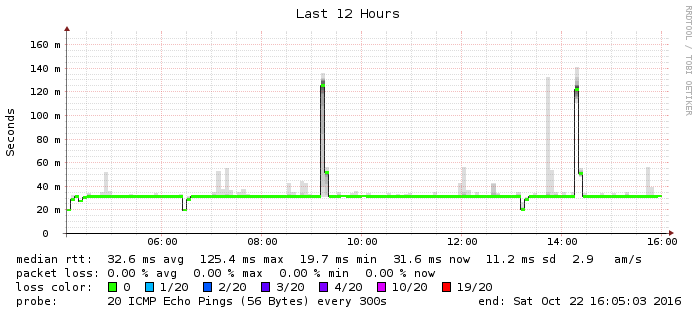 Last 12 Hours
RRDTOOL / TOBI OETIKER
Seconds
160 m
140 m
120 m
100 m
80 m
60 m
40 m
20 m
0
06:00 08:00 10:00 12:00 14:00 16:00
median rtt: 32.6 ms avg 125.4 ms max 19.7 ms min 31.6 ms now 11.2 ms sd 2.9 am/s
packet loss: 0.00 % avg 0.00 % max 0.00 % min 0.00 % now
loss color: 0 1/20 2/20 3/20 4/20 10/20 19/20
probe: 20 ICMP Echo Pings (56 Bytes) every 300s end: Sat Oct 22 16:05:03 2016